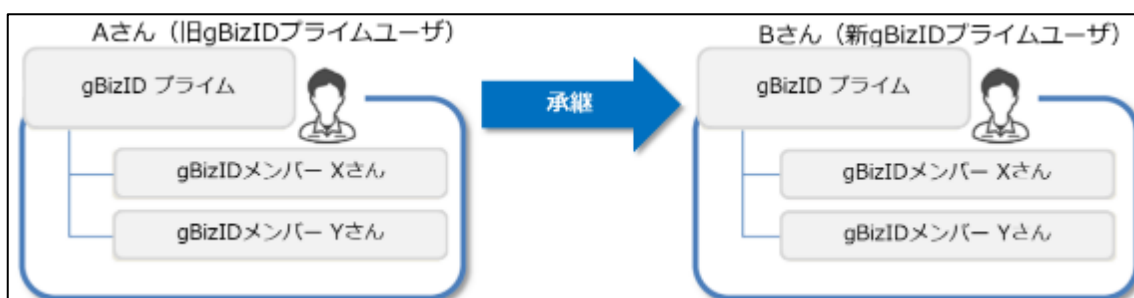 Aさん（旧gBizIDプライムユーザ）
gBizID プライム
gBizIDメンバー Xさん
gBizIDメンバー Yさん
承継
Bさん（新gBizIDプライムユーザ）
gBizID プライム
gBizIDメンバー Xさん
gBizIDメンバー Yさん